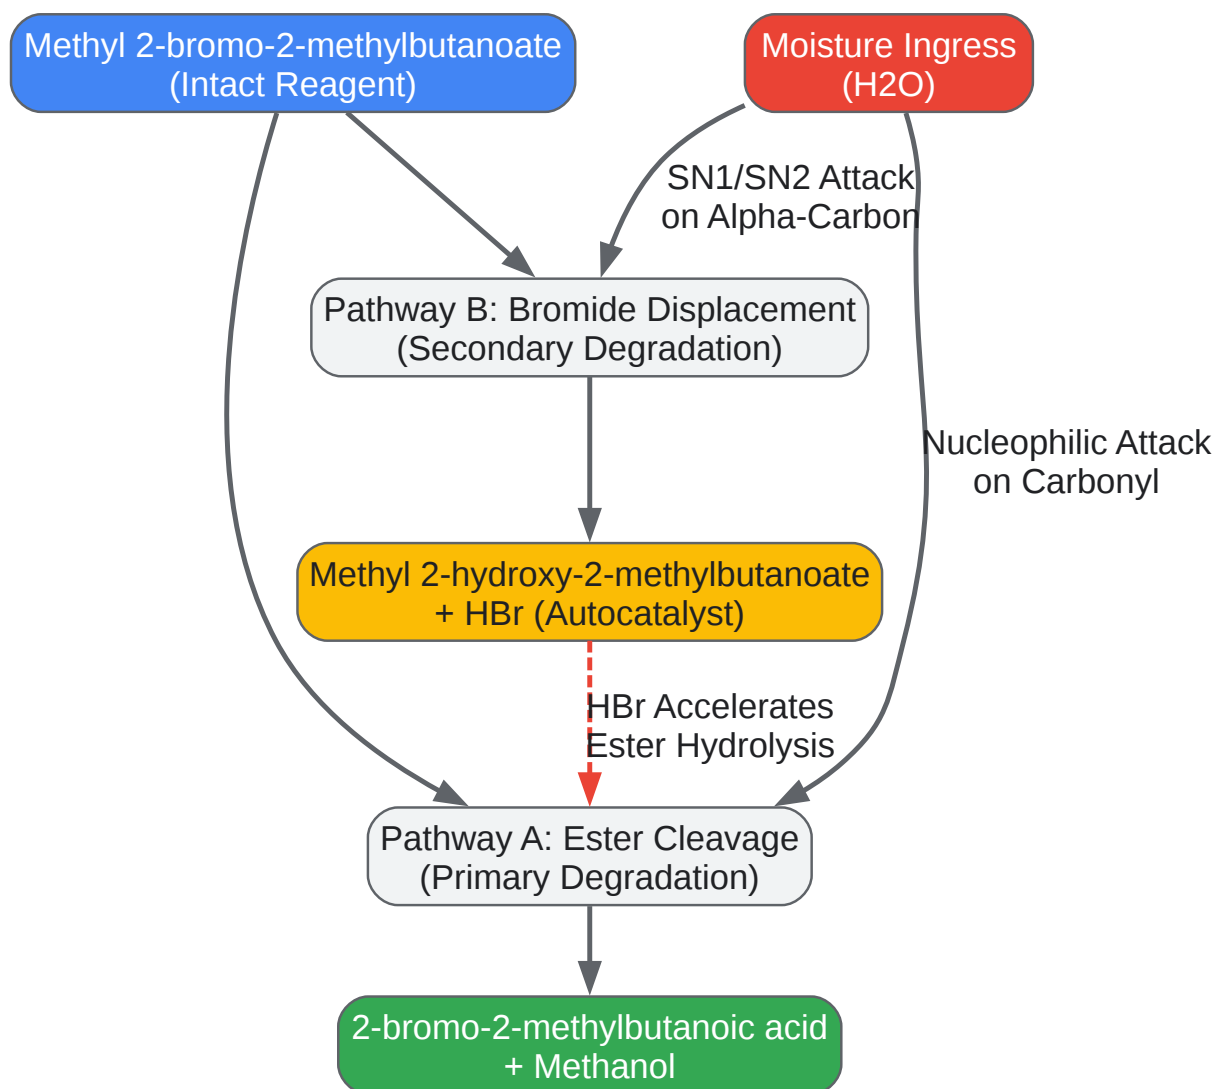 Methyl 2-bromo-2-methylbutanoate
(Intact Reagent)
Moisture Ingress
(H2O)
SN1/SN2 Attack
on Alpha-Carbon
Pathway B: Bromide Displacement
(Secondary Degradation)
Nucleophilic Attack
on Carbonyl
Methyl 2-hydroxy-2-methylbutanoate
+ HBr (Autocatalyst)
HBr Accelerates
Ester Hydrolysis
Pathway A: Ester Cleavage
(Primary Degradation)
2-bromo-2-methylbutanoic acid
+ Methanol